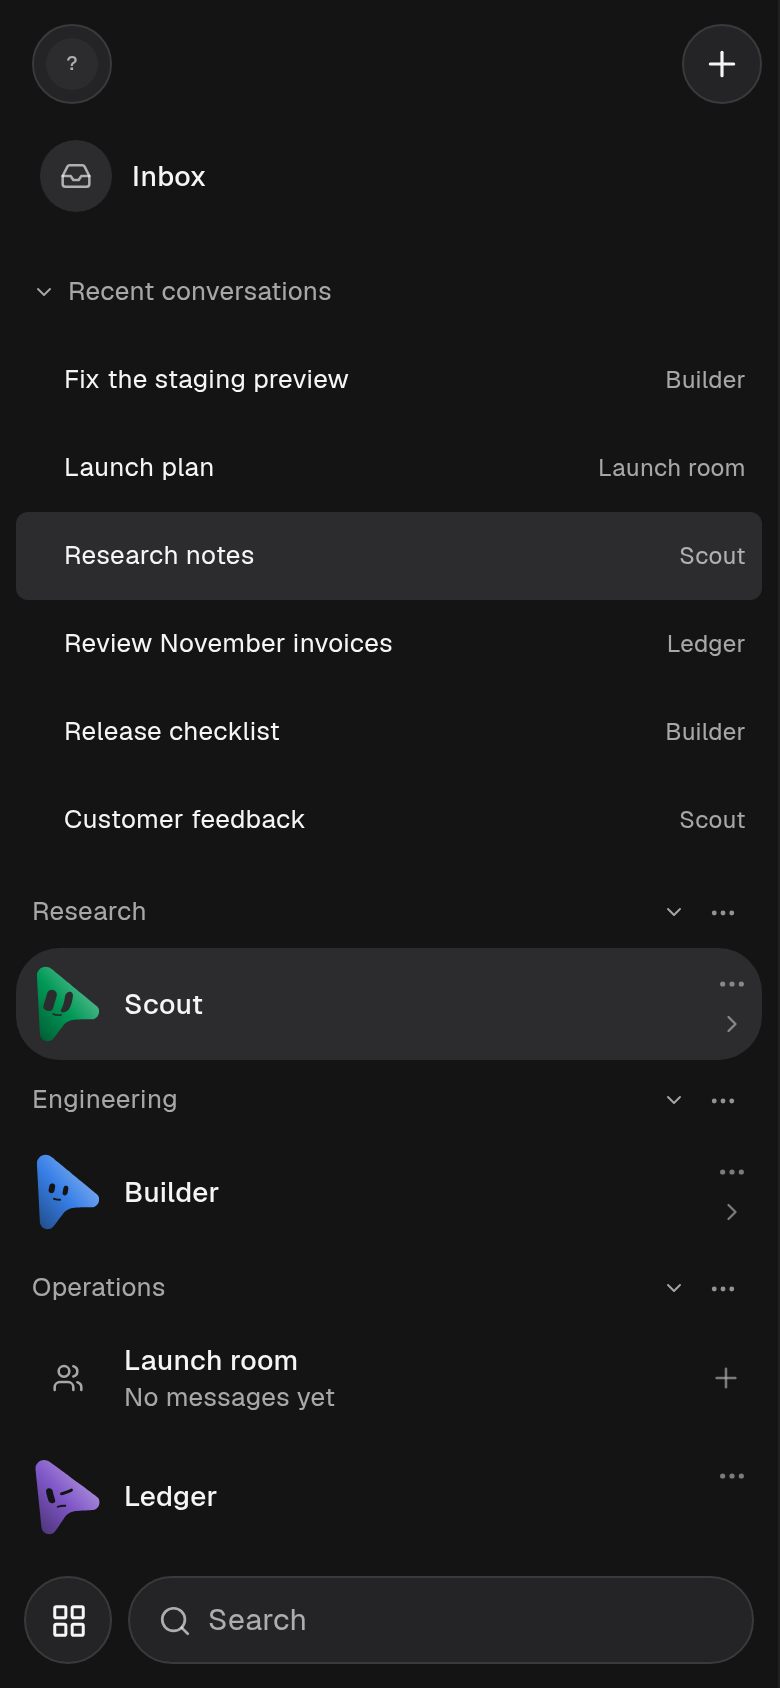 ?
Inbox
Recent conversations
Fix the staging preview Builder
Launch plan Launch room
Research notes Scout
Review November invoices Ledger
Release checklist Builder
Customer feedback Scout
Research
Scout
Engineering
Builder
Operations
Launch room
No messages yet
Ledger
Search